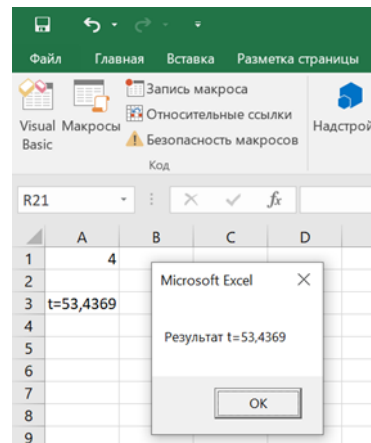 Файл Главная Вставка Разметка страницы
Visual Basic
Макросы
Запись макроса
Относительные ссылки
Безопасность макросов
Код
R21
fx
A B C D
1 4
2
3 t=53,4369
4
5
6
7
8
9
Microsoft Excel
Результат t=53,4369
OK